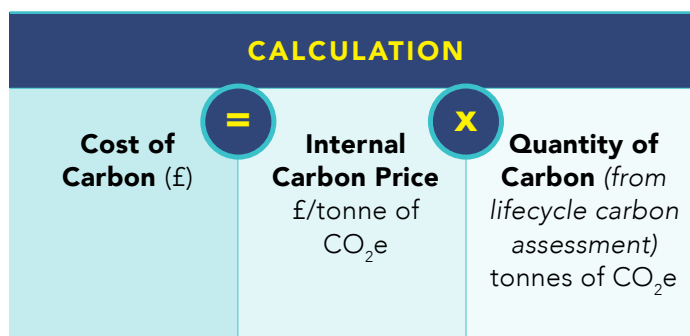 CALCULATION
Cost of
Carbon (£)
=
Internal
Carbon Price
£/tonne of
CO₂e
x
Quantity of
Carbon (from
lifecycle carbon
assessment)
tonnes of CO₂e